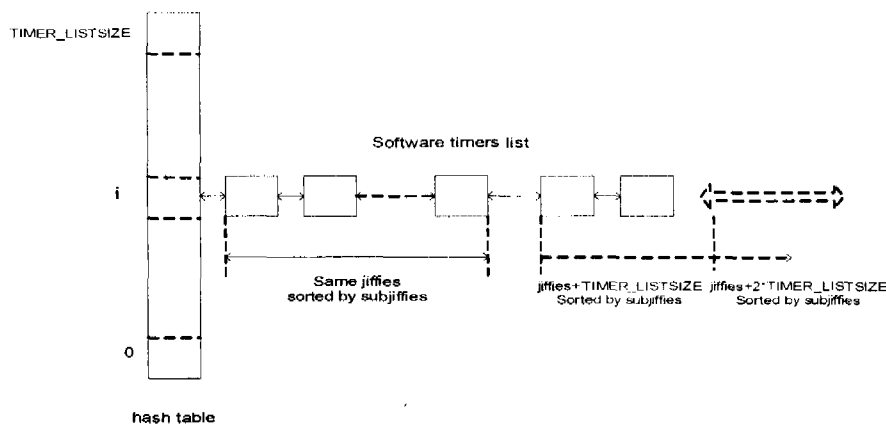 TIMER_LISTSIZE
Software timers list
i
Same jiffies
sorted by subjiffies
jiffies+TIMER_LISTSIZE jiffies+2*TIMER_LISTSIZE
Sorted by subjiffies Sorted by subjiffies
0
hash table